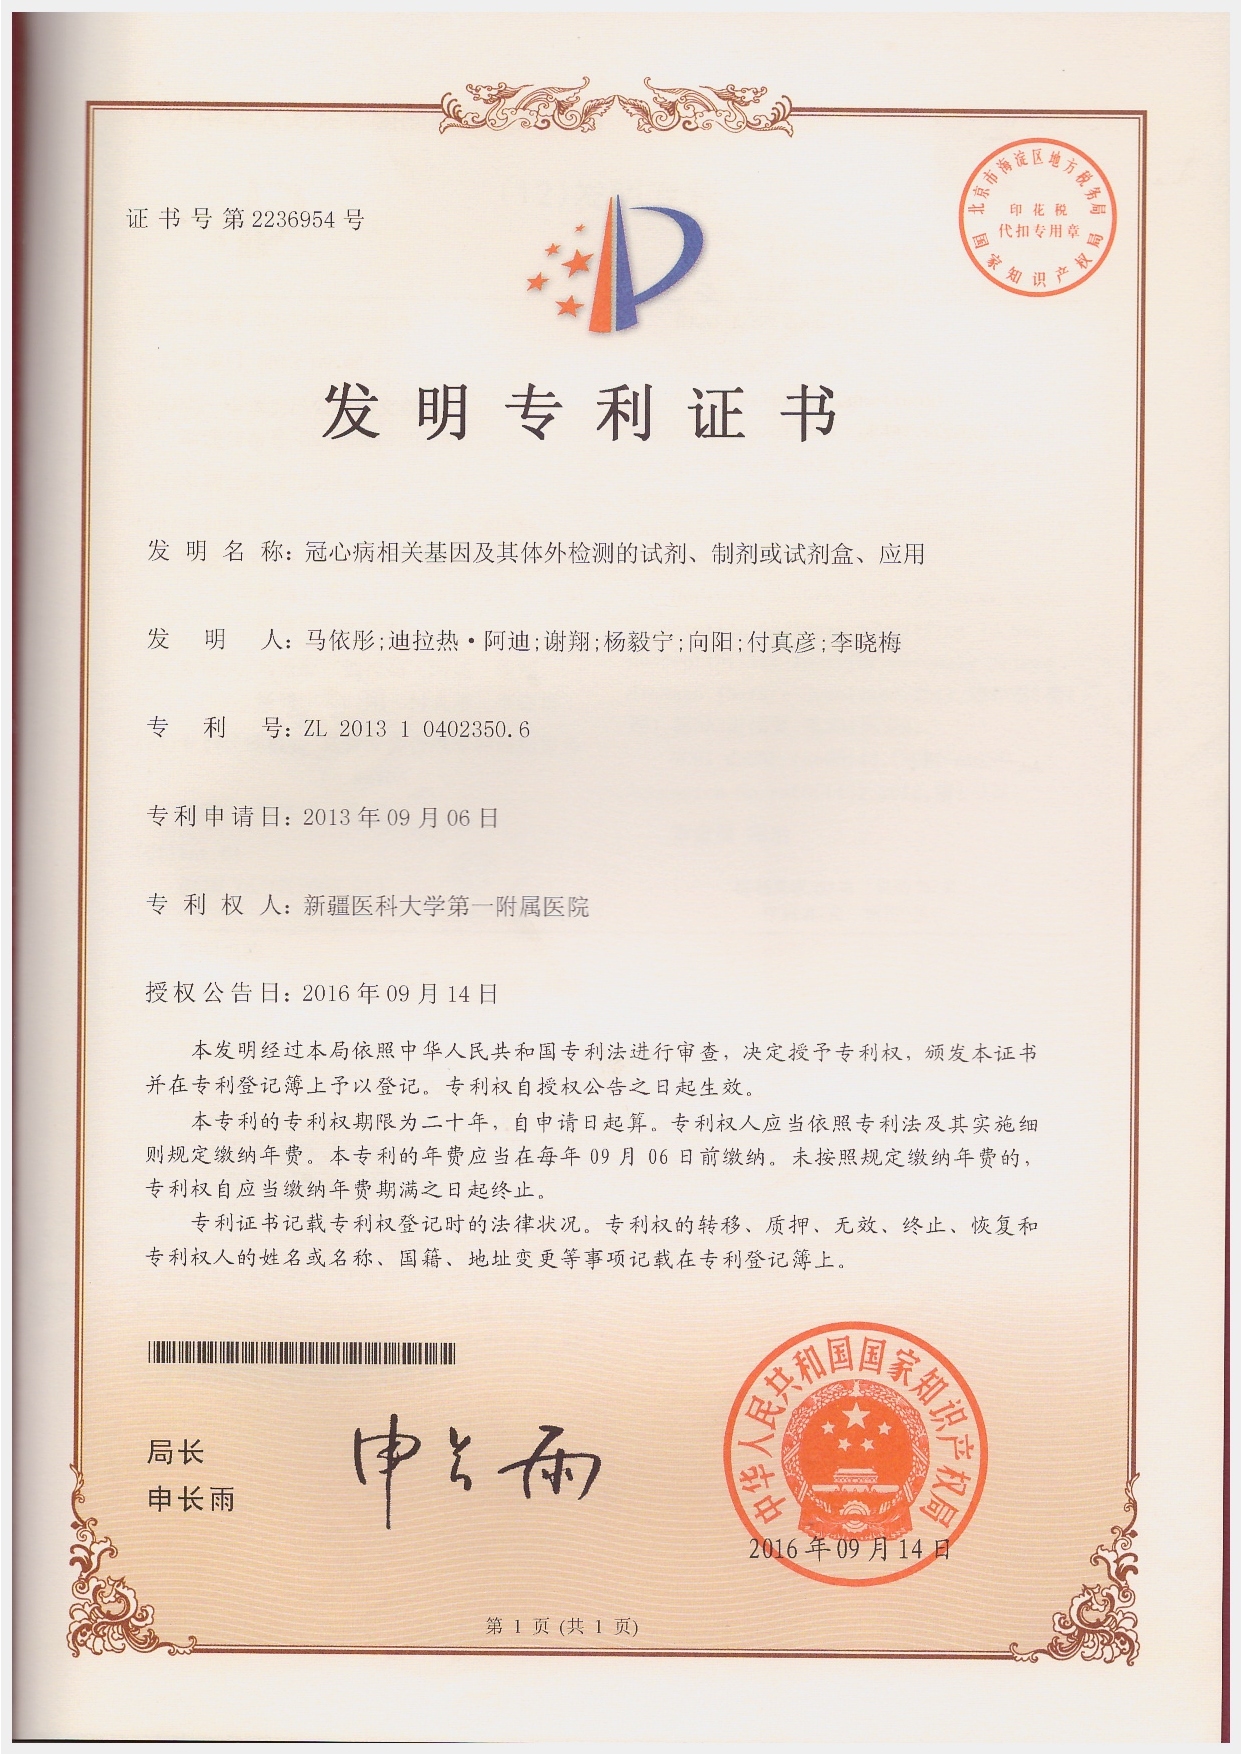 证书号第2236954号
北京市海淀区地方税务局
印花税
代扣专用章
国家知识产权局
发明专利证书
发明名称：冠心病相关基因及其体外检测的试剂、制剂或试剂盒、应用
发明人：马依彤;迪拉热·阿迪;谢翔;杨毅宁;向阳;付真彦;李晓梅
专利号：ZL 2013 1 0402350.6
专利申请日：2013年09月06日
专利权人：新疆医科大学第一附属医院
授权公告日：2016年09月14日
本发明经过本局依照中华人民共和国专利法进行审查，决定授予专利权，颁发本证书
并在专利登记簿上予以登记。专利权自授权公告之日起生效。
本专利的专利权期限为二十年，自申请日起算。专利权人应当依照专利法及其实施细
则规定缴纳年费。本专利的年费应当在每年09月06日前缴纳。未按照规定缴纳年费的，
专利权自应当缴纳年费期满之日起终止。
专利证书记载专利权登记时的法律状况。专利权的转移、质押、无效、终止、恢复和
专利权人的姓名或名称、国籍、地址变更等事项记载在专利登记簿上。
局长
申长雨
申长雨
中华人民共和国国家知识产权局
2016年09月14日
第 1 页 (共 1 页)